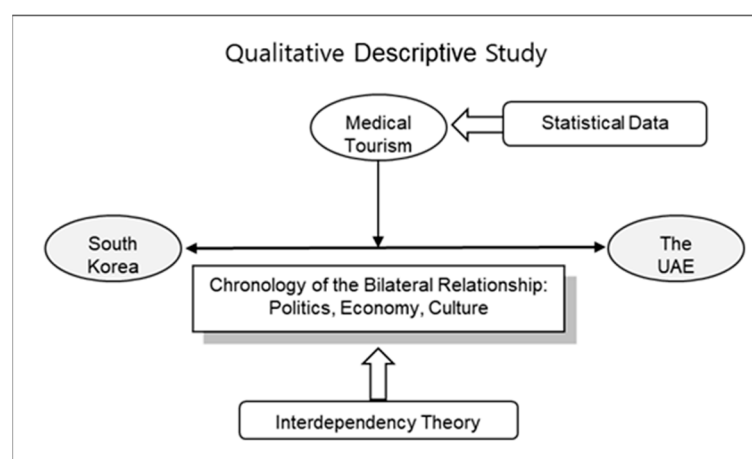 Qualitative Descriptive Study
Medical
Tourism
Statistical Data
South
Korea
The
UAE
Chronology of the Bilateral Relationship:
Politics, Economy, Culture
Interdependency Theory